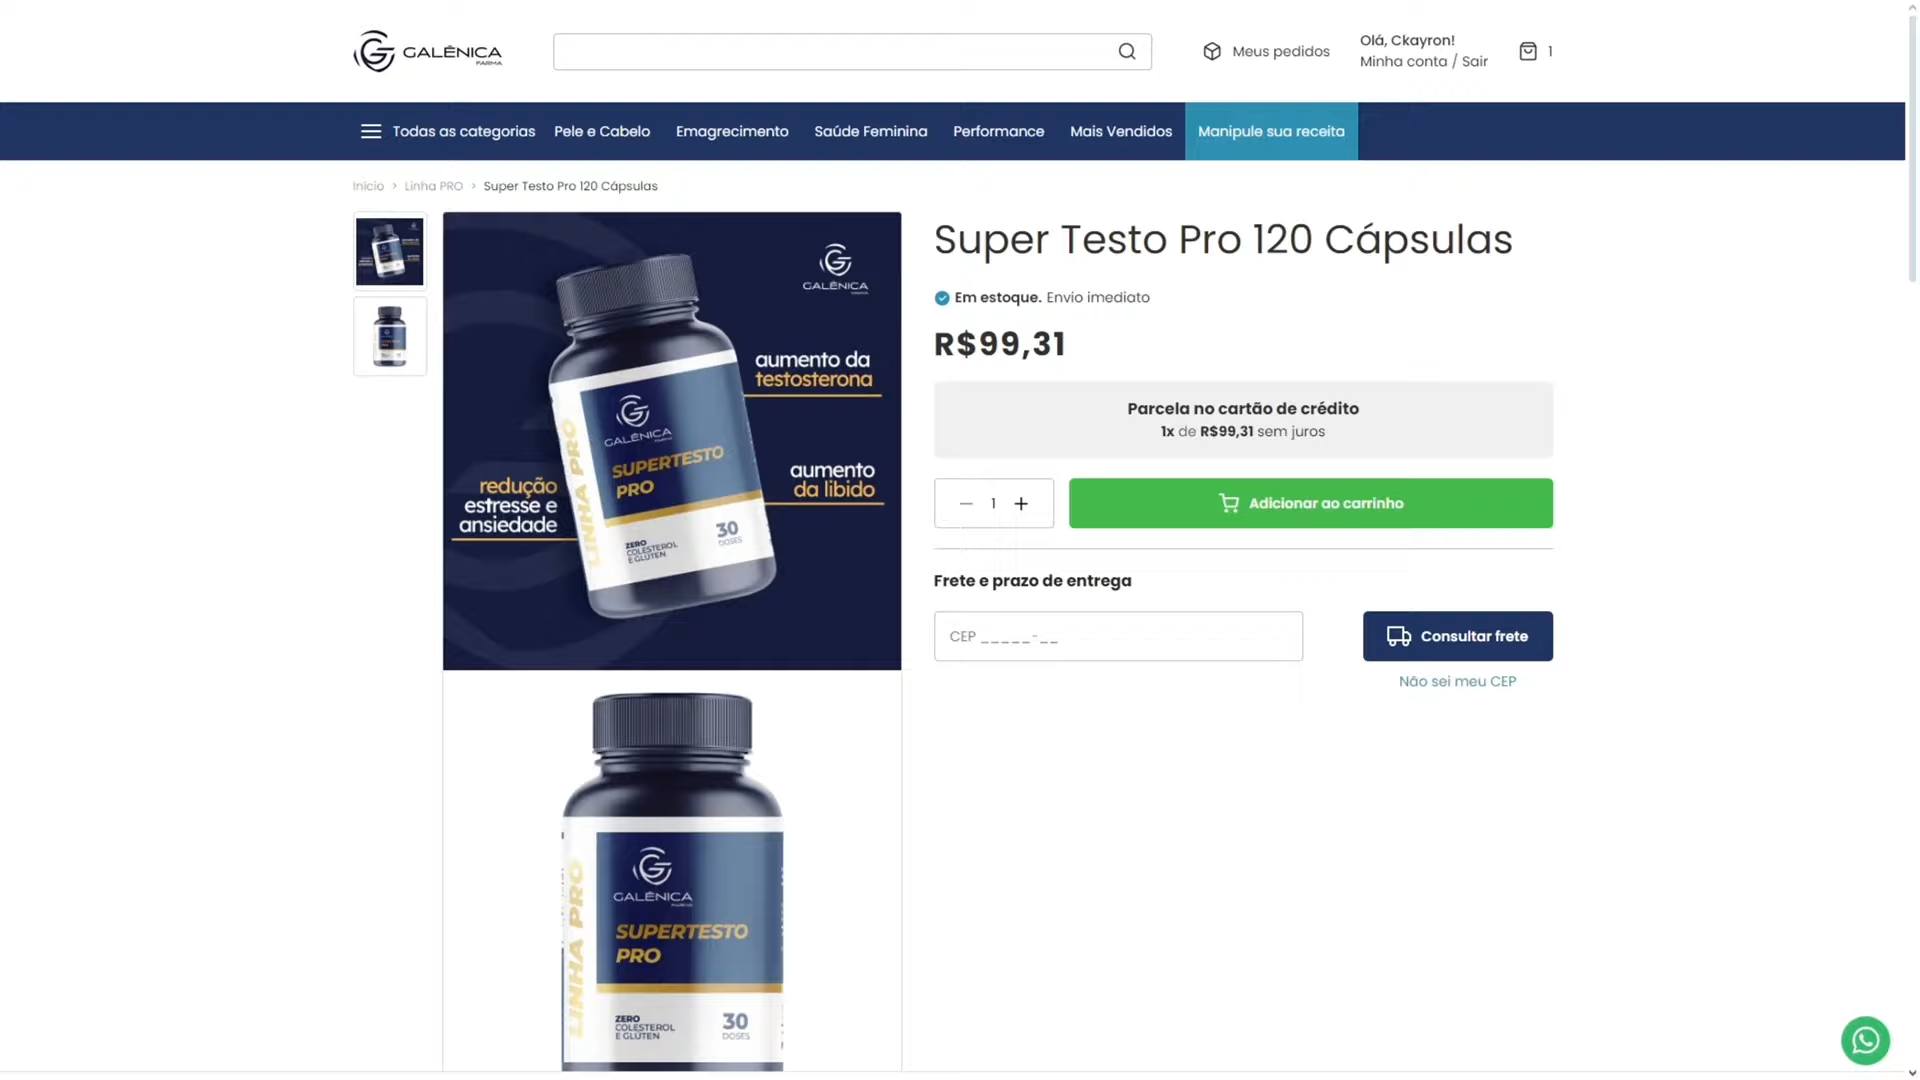 GALÊNICA
FARMA
Meus pedidos
Olá, Ckayron!
Minha conta / Sair
1
Todas as categorias
Pele e Cabelo
Emagrecimento
Saúde Feminina
Performance
Mais Vendidos
Manipule sua receita
Início > Linha PRO > Super Testo Pro 120 Cápsulas
GALÊNICA
aumento da
testosterona
aumento
da libido
redução
estresse e
ansiedade
LINHA PRO
GALÊNICA
SUPERTESTO
PRO
ZERO
COLESTEROL
E GLÚTEN
30
DOSES
Super Testo Pro 120 Cápsulas
Em estoque. Envio imediato
R$99,31
Parcela no cartão de crédito
1x de R$99,31 sem juros
1
Adicionar ao carrinho
Frete e prazo de entrega
CEP _____-__
Consultar frete
Não sei meu CEP
LINHA PRO
GALÊNICA
SUPERTESTO
PRO
ZERO
COLESTEROL
E GLÚTEN
30
DOSES